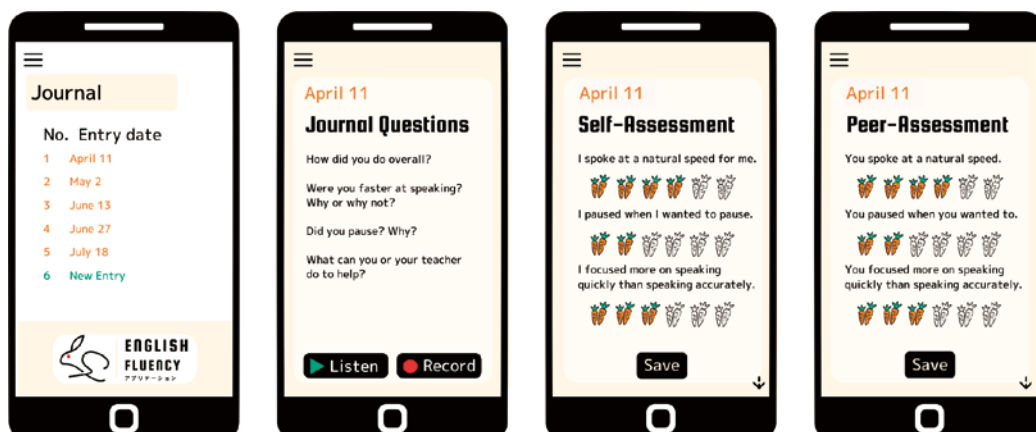 Journal
No. Entry date
1 April 11
2 May 2
3 June 13
4 June 27
5 July 18
6 New Entry
ENGLISH
FLUENCY
アプリケーション
April 11
Journal Questions
How did you do overall?
Were you faster at speaking?
Why or why not?
Did you pause? Why?
What can you or your teacher
do to help?
Listen
Record
April 11
Self-Assessment
I spoke at a natural speed for me.
I paused when I wanted to pause.
I focused more on speaking
quickly than speaking accurately.
Save
April 11
Peer-Assessment
You spoke at a natural speed.
You paused when you wanted to.
You focused more on speaking
quickly than speaking accurately.
Save